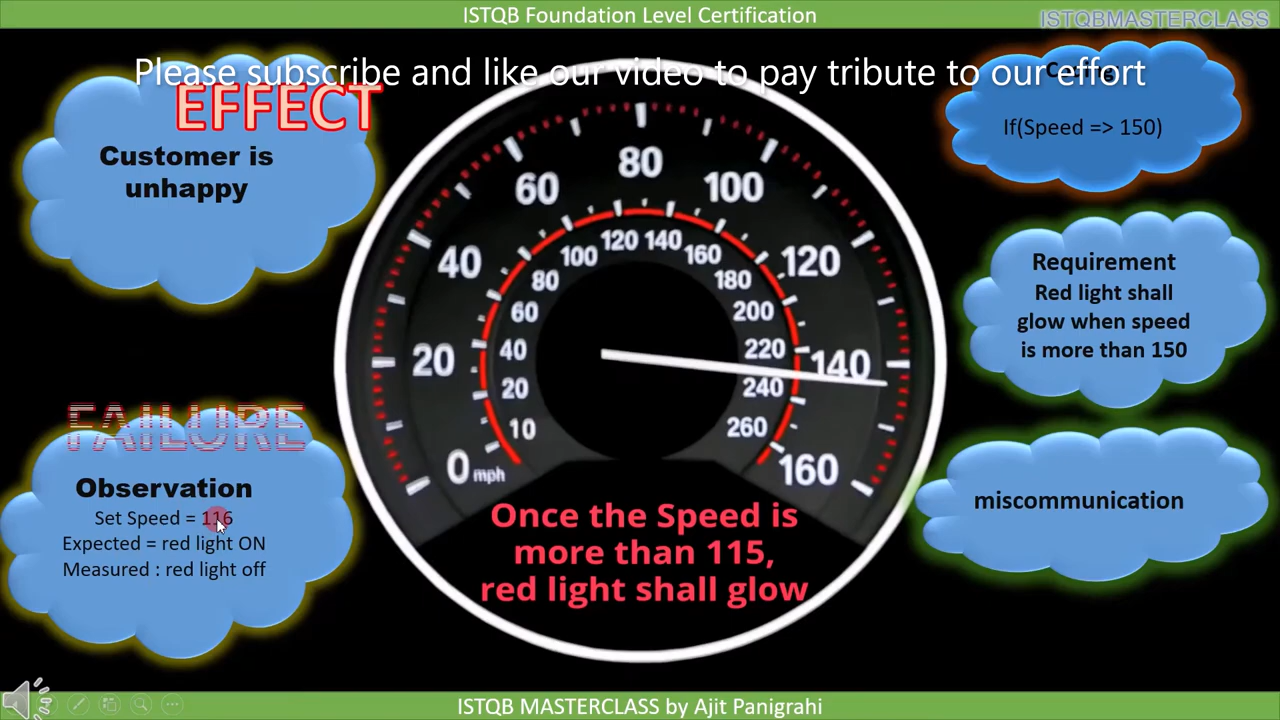 ISTQB Foundation Level Certification
ISTQBMASTERCLASS
Please subscribe and like our video to pay tribute to our effort
EFFECT
Customer is
unhappy
If(Speed => 150)
Requirement
Red light shall
glow when speed
is more than 150
miscommunication
FAILURE
Observation
Set Speed = 116
Expected = red light ON
Measured : red light off
0 mph
20
40
60
80
100
120
140
160
10
20
40
60
80
100
120
140
160
180
200
220
240
260
Once the Speed is
more than 115,
red light shall glow
ISTQB MASTERCLASS by Ajit Panigrahi